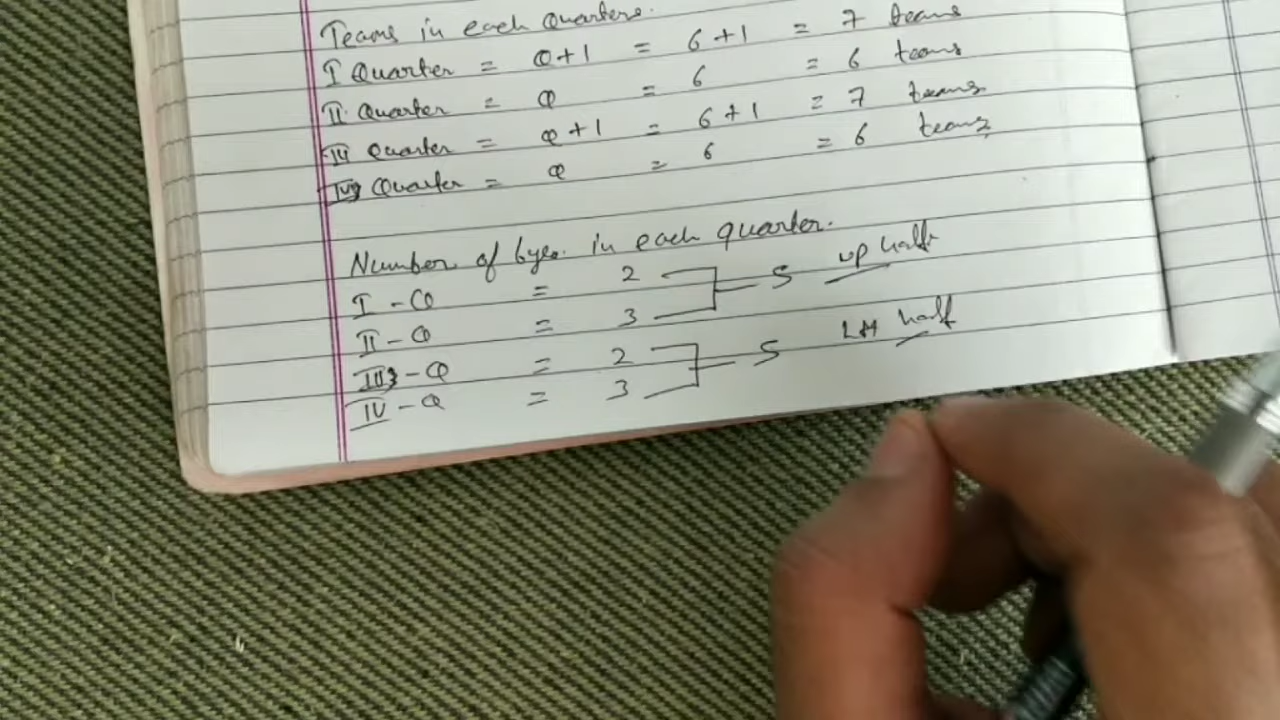 Teams in each quarters.
I Quarter = Q+1 = 6+1 = 7 teams
II Quarter = Q = 6 = 6 teams
III Quarter = Q+1 = 6+1 = 7 teams
IV Quarter = Q = 6 = 6 teams
Number of byes. in each quarter.
I - Q = 2
II - Q = 3 5 up half
III - Q = 2
IV - Q = 3 5 LH half